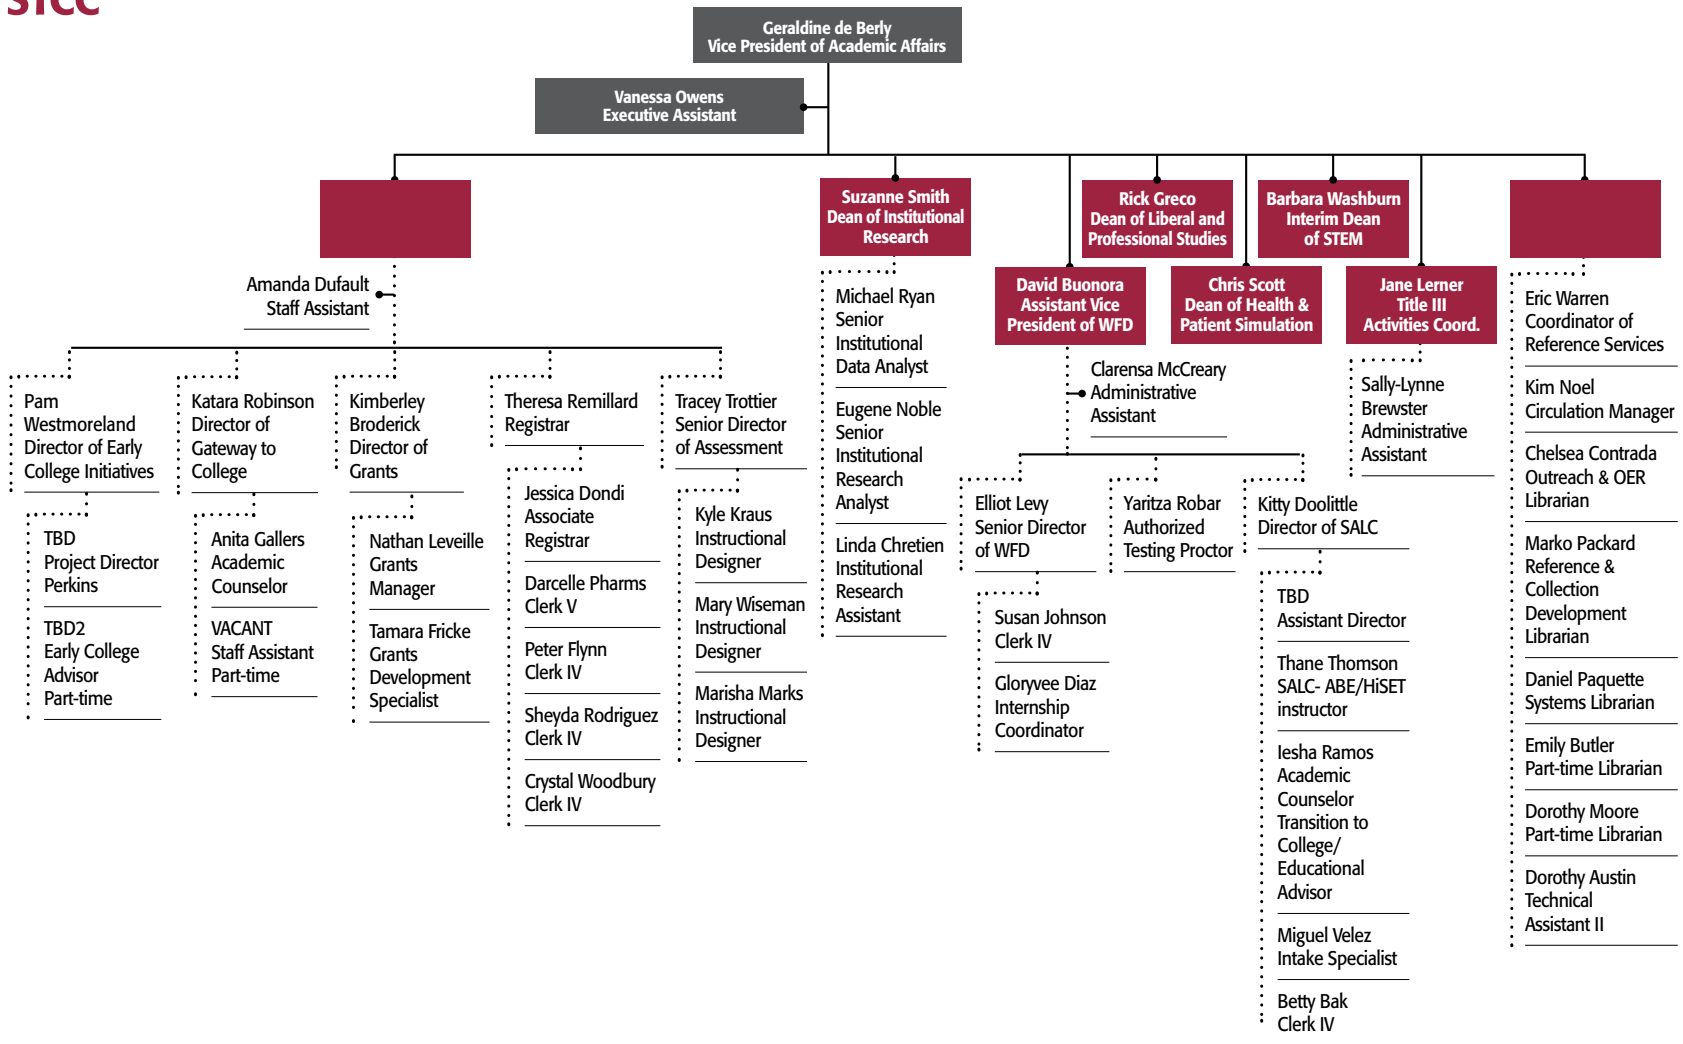 STCC
Geraldine de Berly
Vice President of Academic Affairs
Vanessa Owens
Executive Assistant
Suzanne Smith
Dean of Institutional
Research
Rick Greco
Dean of Liberal and
Professional Studies
Barbara Washburn
Interim Dean
of STEM
David Buonora
Assistant Vice
President of WFD
Chris Scott
Dean of Health &
Patient Simulation
Jane Lerner
Title III
Activities Coord.
Amanda Dufault
Staff Assistant
Pam
Westmoreland
Director of Early
College Initiatives
TBD
Project Director
Perkins
TBD2
Early College
Advisor
Part-time
Katara Robinson
Director of
Gateway to
College
Anita Gallers
Academic
Counselor
VACANT
Staff Assistant
Part-time
Kimberley
Broderick
Director of
Grants
Nathan Leveille
Grants
Manager
Tamara Fricke
Grants
Development
Specialist
Theresa Remillard
Registrar
Jessica Dondi
Associate
Registrar
Darcelle Pharms
Clerk V
Peter Flynn
Clerk IV
Sheyda Rodriguez
Clerk IV
Crystal Woodbury
Clerk IV
Tracey Trottier
Senior Director
of Assessment
Kyle Kraus
Instructional
Designer
Mary Wiseman
Instructional
Designer
Marisha Marks
Instructional
Designer
Michael Ryan
Senior
Institutional
Data Analyst
Eugene Noble
Senior
Institutional
Research
Analyst
Linda Chretien
Institutional
Research
Assistant
Clarensa McCreary
Administrative
Assistant
Elliot Levy
Senior Director
of WFD
Susan Johnson
Clerk IV
Gloryvee Diaz
Internship
Coordinator
Yaritza Robar
Authorized
Testing Proctor
Kitty Doolittle
Director of SALC
TBD
Assistant Director
Thane Thomson
SALC- ABE/HiSET
instructor
Iesha Ramos
Academic
Counselor
Transition to
College/
Educational
Advisor
Miguel Velez
Intake Specialist
Betty Bak
Clerk IV
Sally-Lynne
Brewster
Administrative
Assistant
Eric Warren
Coordinator of
Reference Services
Kim Noel
Circulation Manager
Chelsea Contrada
Outreach & OER
Librarian
Marko Packard
Reference &
Collection
Development
Librarian
Daniel Paquette
Systems Librarian
Emily Butler
Part-time Librarian
Dorothy Moore
Part-time Librarian
Dorothy Austin
Technical
Assistant II